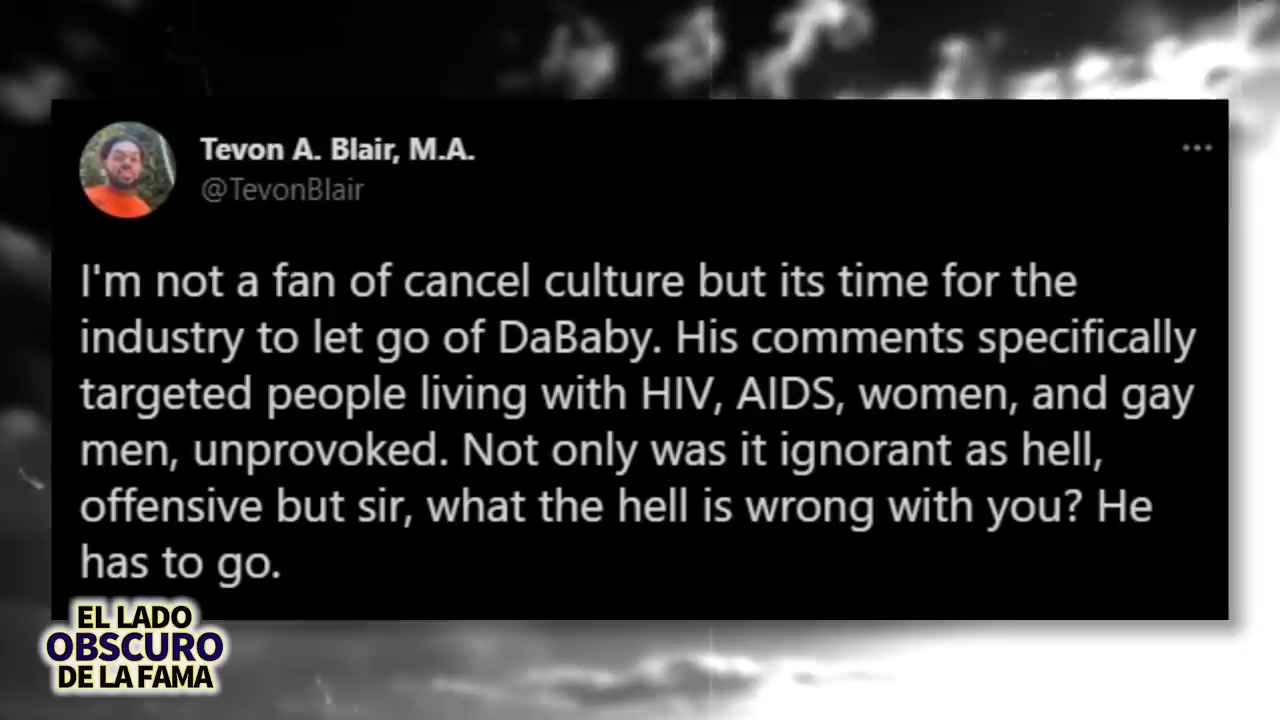 Tevon A. Blair, M.A.
@TevonBlair
I'm not a fan of cancel culture but its time for the
industry to let go of DaBaby. His comments specifically
targeted people living with HIV, AIDS, women, and gay
men, unprovoked. Not only was it ignorant as hell,
offensive but sir, what the hell is wrong with you? He
has to go.
EL LADO
OBSCURO
DE LA FAMA